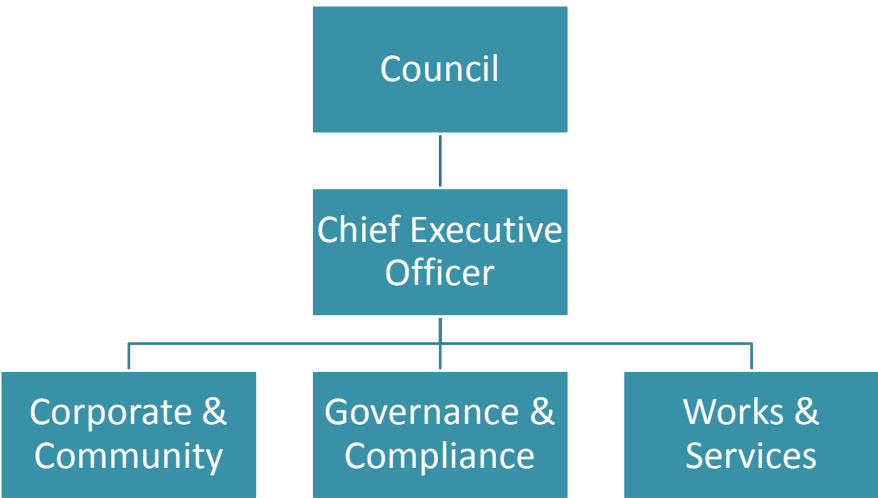 Council
Chief Executive
Officer
Corporate &
Community
Governance &
Compliance
Works &
Services